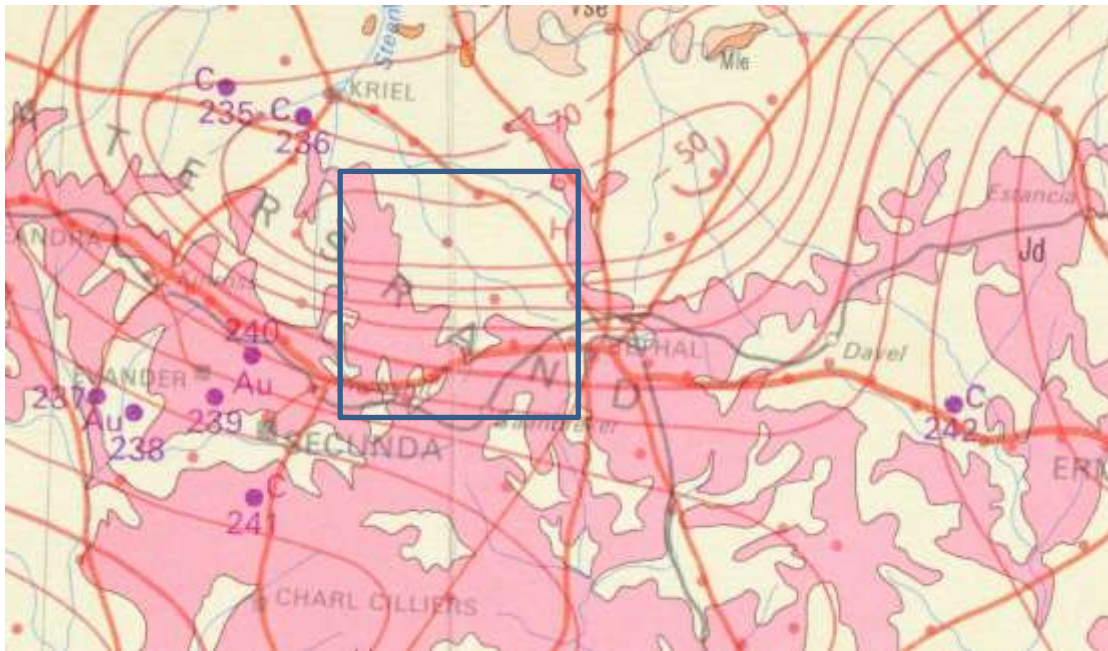 Vse
Mle
C
235
C
236
KRIEL
50
Estancia
Jd
H
M T E R S R A N D
240
Au
EVANDER
237
Au
238
239
SECUNDA
C
241
Davel
C
242
ERM
CHARL CILLIERS